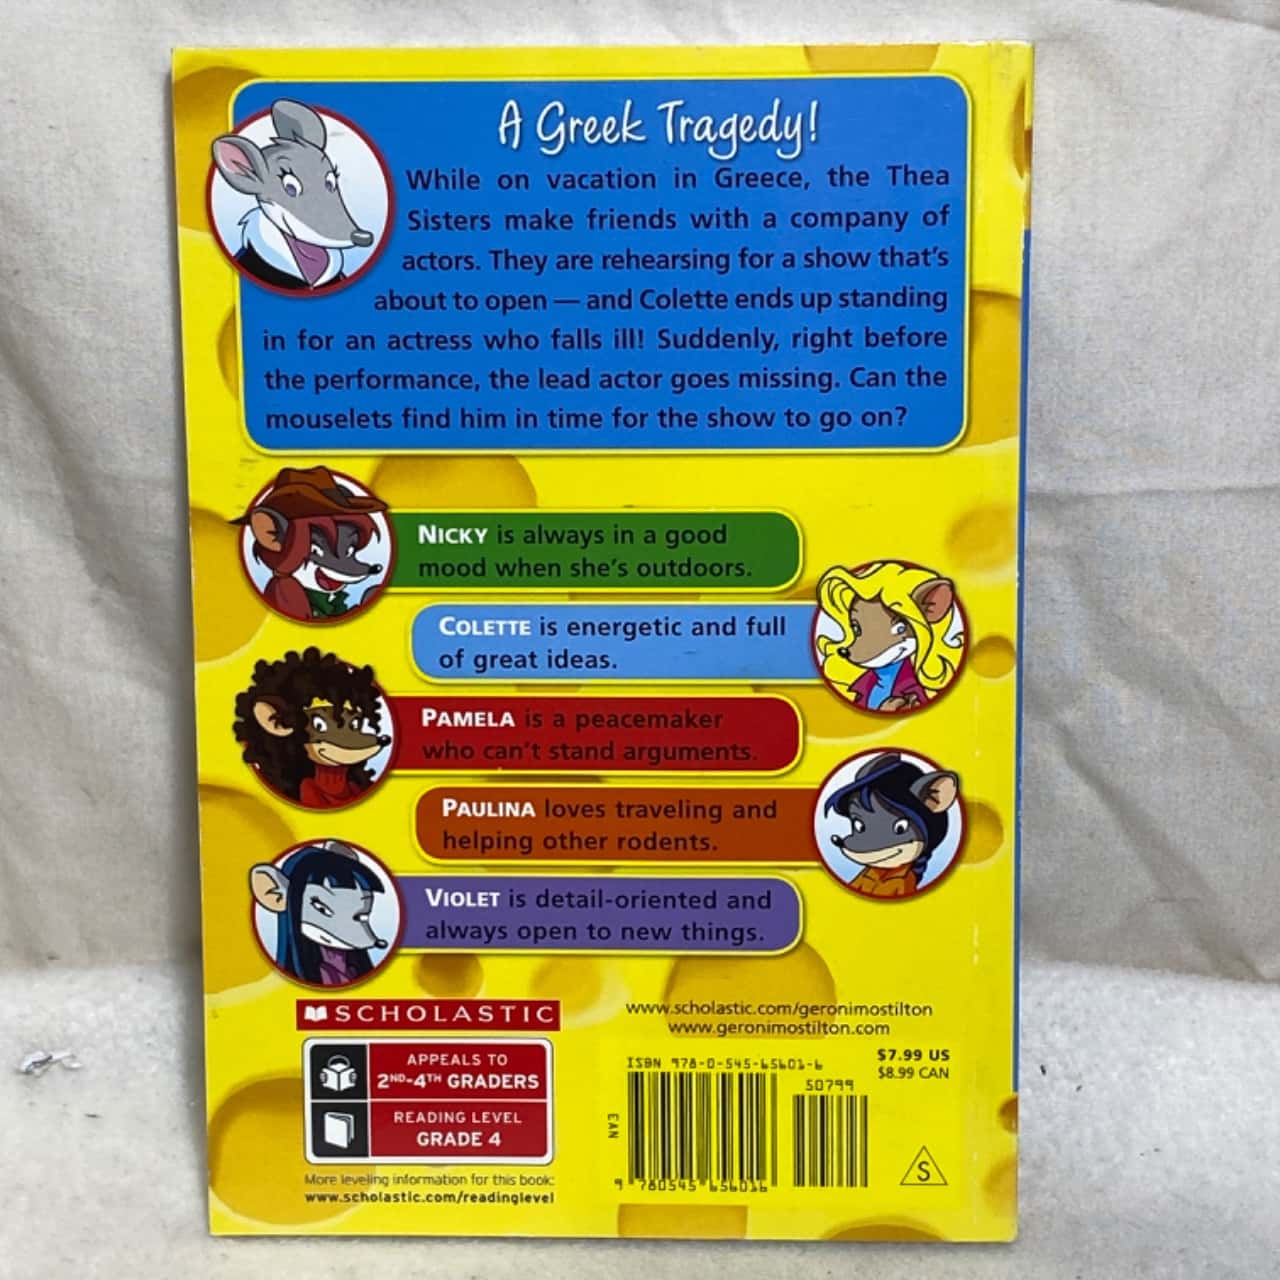 A Greek Tragedy!
While on vacation in Greece, the Thea
Sisters make friends with a company of
actors. They are rehearsing for a show that's
about to open — and Colette ends up standing
in for an actress who falls ill! Suddenly, right before
the performance, the lead actor goes missing. Can the
mouselets find him in time for the show to go on?
NICKY is always in a good
mood when she's outdoors.
COLETTE is energetic and full
of great ideas.
PAMELA is a peacemaker
who can't stand arguments.
PAULINA loves traveling and
helping other rodents.
VIOLET is detail-oriented and
always open to new things.
SCHOLASTIC
APPEALS TO
2ND-4TH GRADERS
READING LEVEL
GRADE 4
More leveling information for this book:
www.scholastic.com/readinglevel
www.scholastic.com/geronimostilton
www.geronimostilton.com
ISBN 978-0-545-65601-6
$7.99 US
$8.99 CAN
50799
EAN
9 780545 656016
S